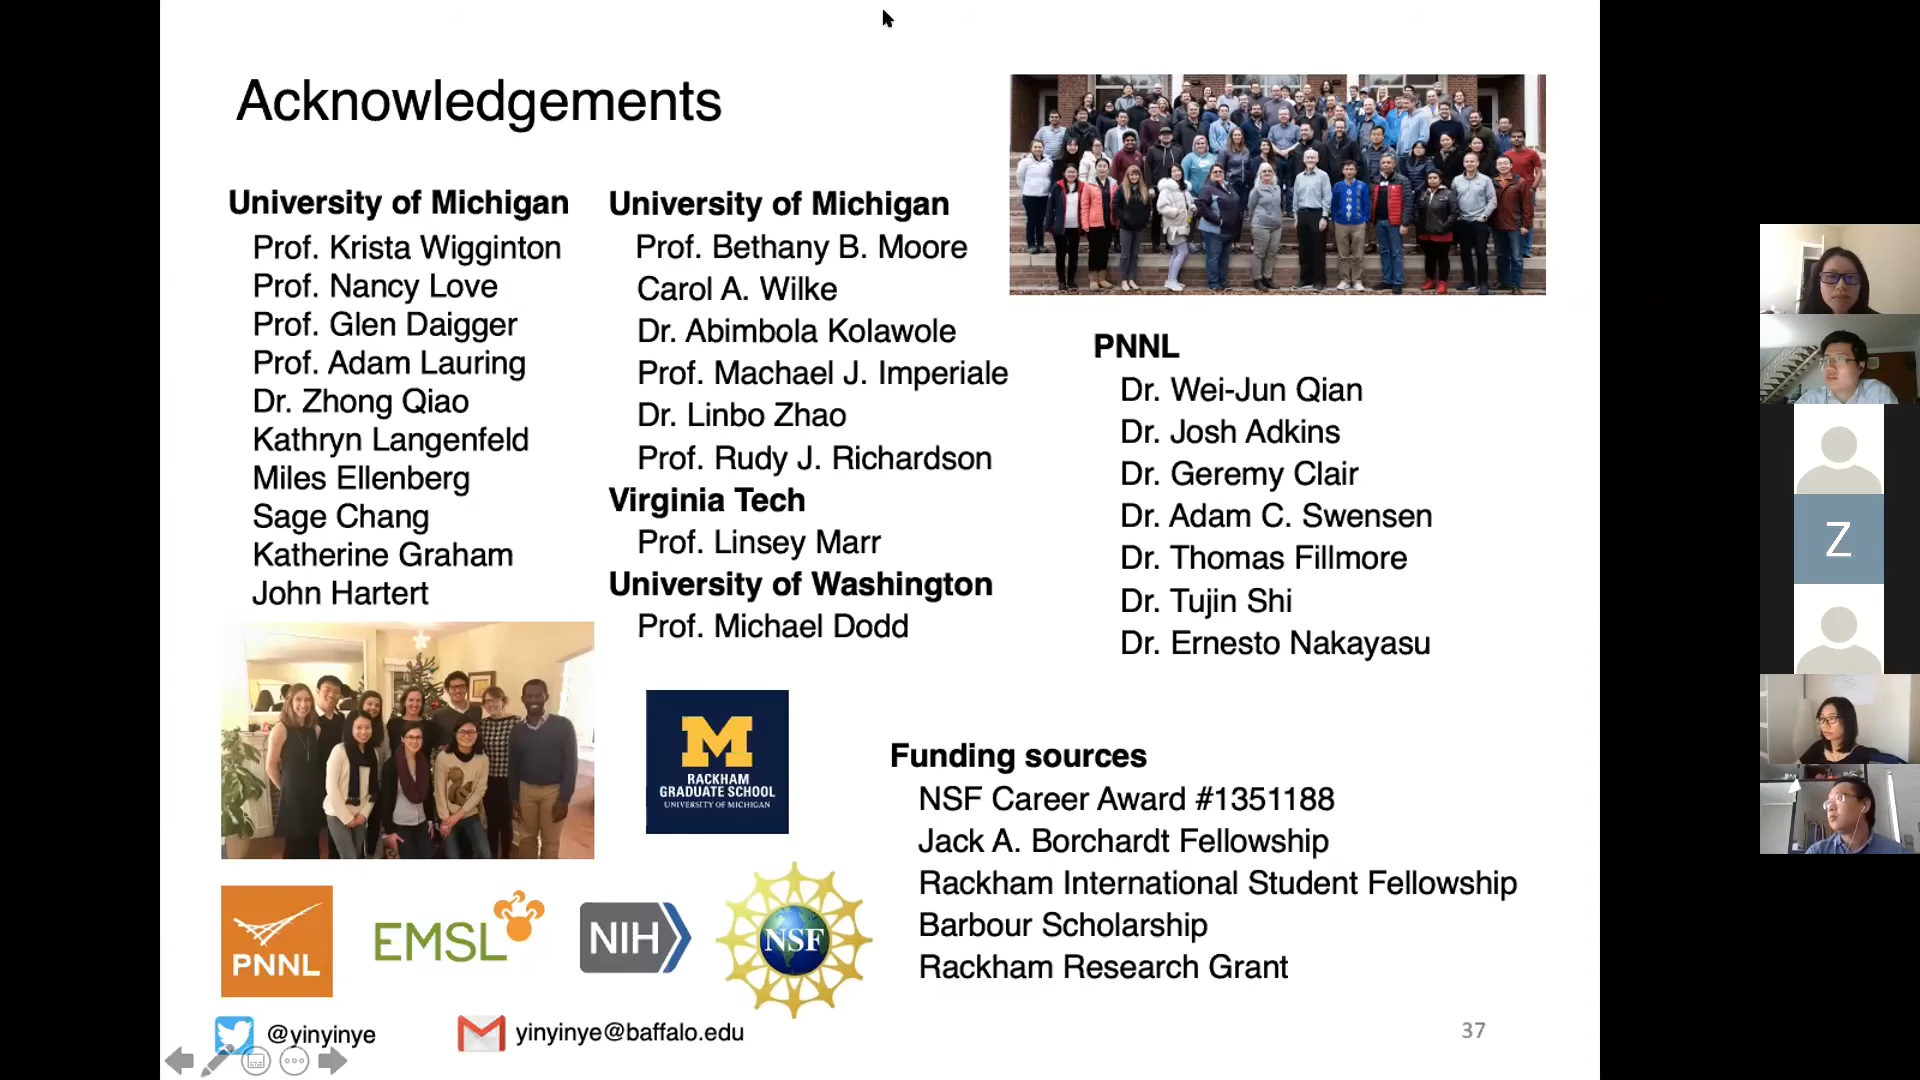 Acknowledgements
University of Michigan
Prof. Krista Wigginton
Prof. Nancy Love
Prof. Glen Daigger
Prof. Adam Lauring
Dr. Zhong Qiao
Kathryn Langenfeld
Miles Ellenberg
Sage Chang
Katherine Graham
John Hartert
University of Michigan
Prof. Bethany B. Moore
Carol A. Wilke
Dr. Abimbola Kolawole
Prof. Machael J. Imperiale
Dr. Linbo Zhao
Prof. Rudy J. Richardson
Virginia Tech
Prof. Linsey Marr
University of Washington
Prof. Michael Dodd
PNNL
Dr. Wei-Jun Qian
Dr. Josh Adkins
Dr. Geremy Clair
Dr. Adam C. Swensen
Dr. Thomas Fillmore
Dr. Tujin Shi
Dr. Ernesto Nakayasu
M
RACKHAM
GRADUATE SCHOOL
UNIVERSITY OF MICHIGAN
Funding sources
NSF Career Award #1351188
Jack A. Borchardt Fellowship
Rackham International Student Fellowship
Barbour Scholarship
Rackham Research Grant
PNNL
EMSL
NIH
NSF
@yinyinye
yinyinye@baffalo.edu
37
Z